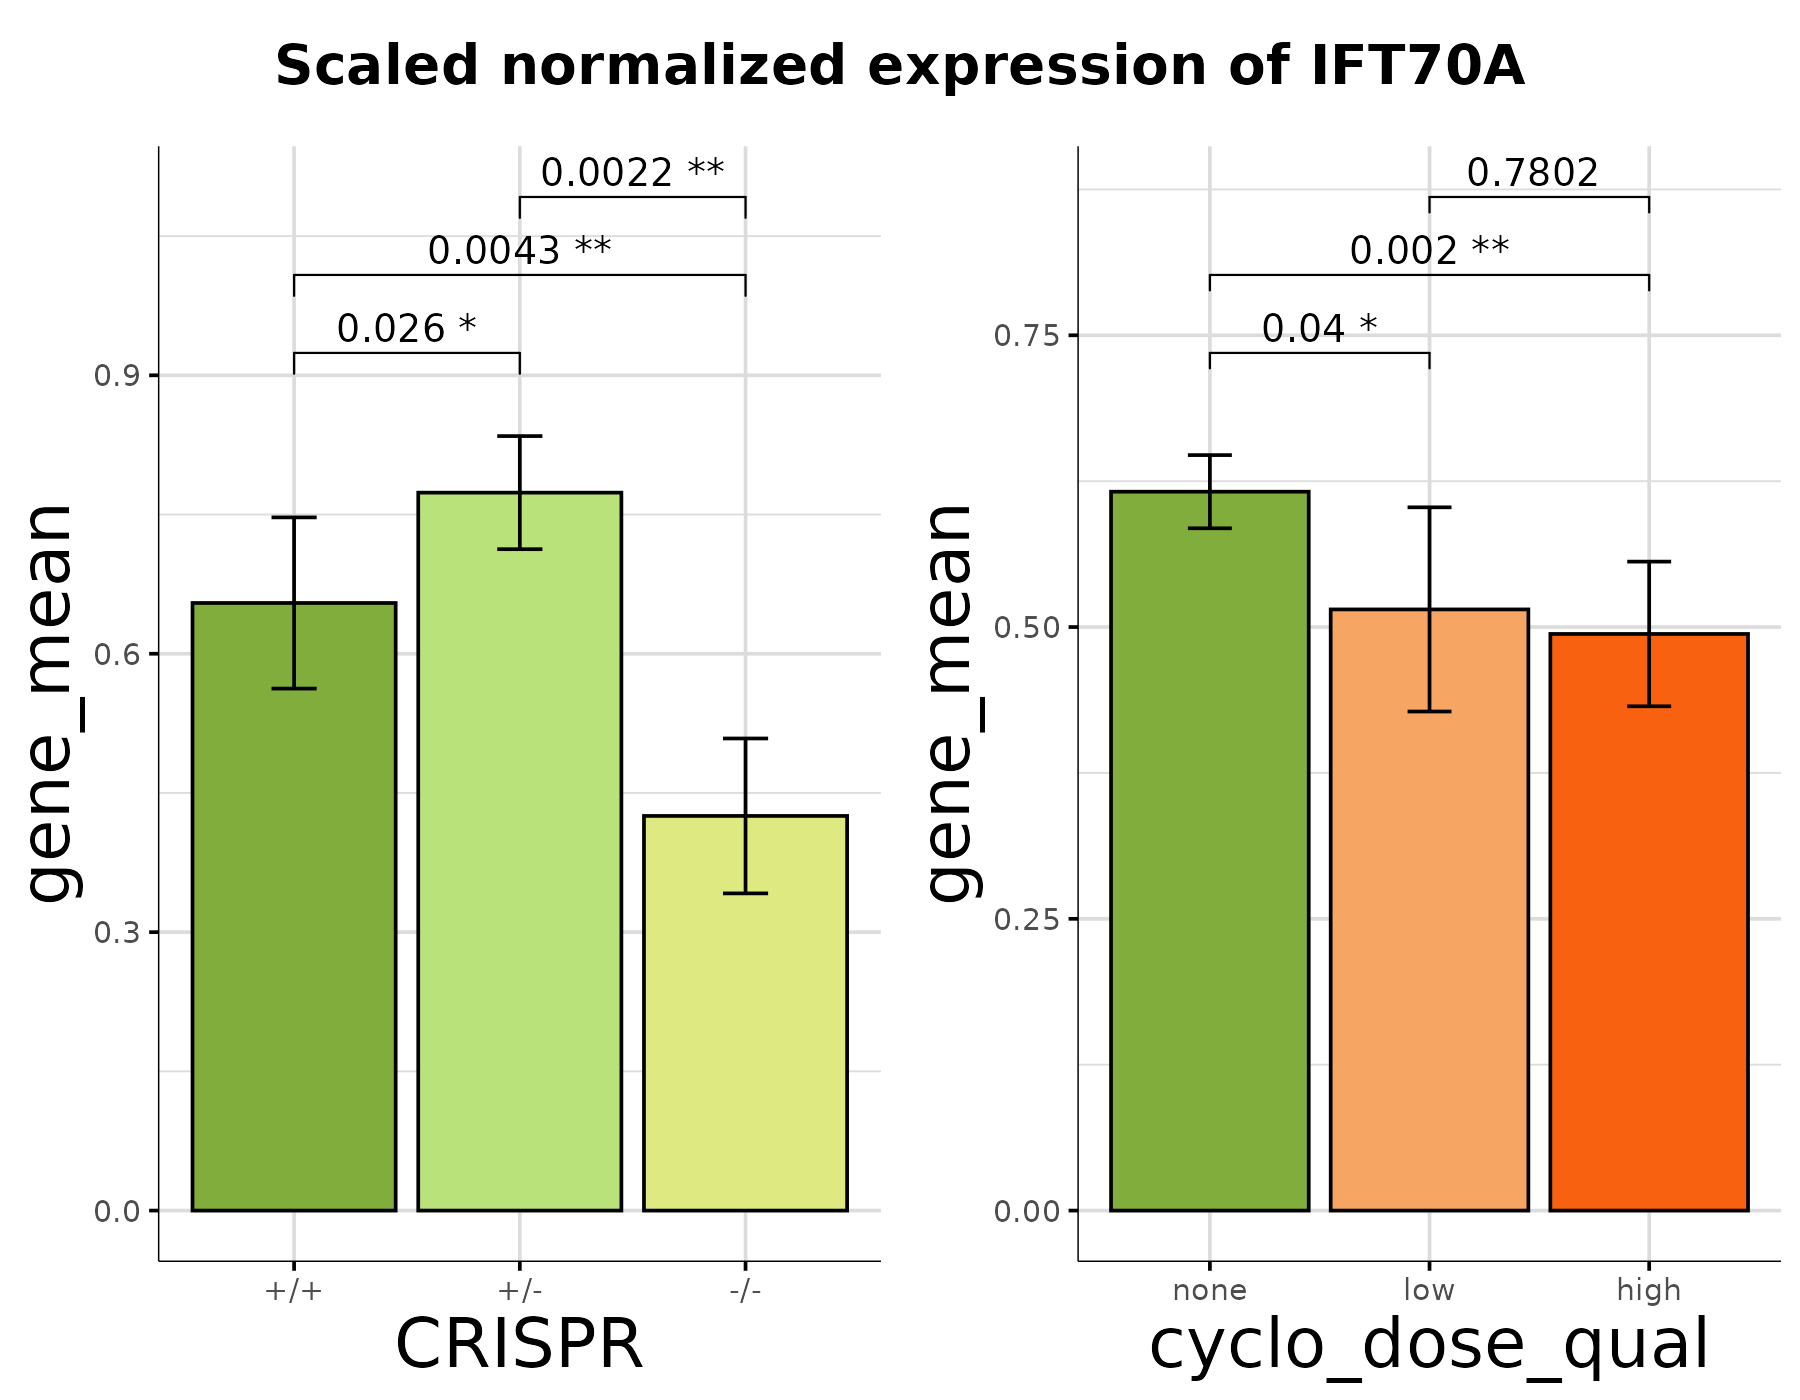 Scaled normalized expression of IFT70A
gene_mean
0.9
0.6
0.3
0.0
0.0022 **
0.0043 **
0.026 *
+/+
+/-
-/-
CRISPR
gene_mean
0.75
0.50
0.25
0.00
0.7802
0.002 **
0.04 *
none
low
high
cyclo_dose_qual